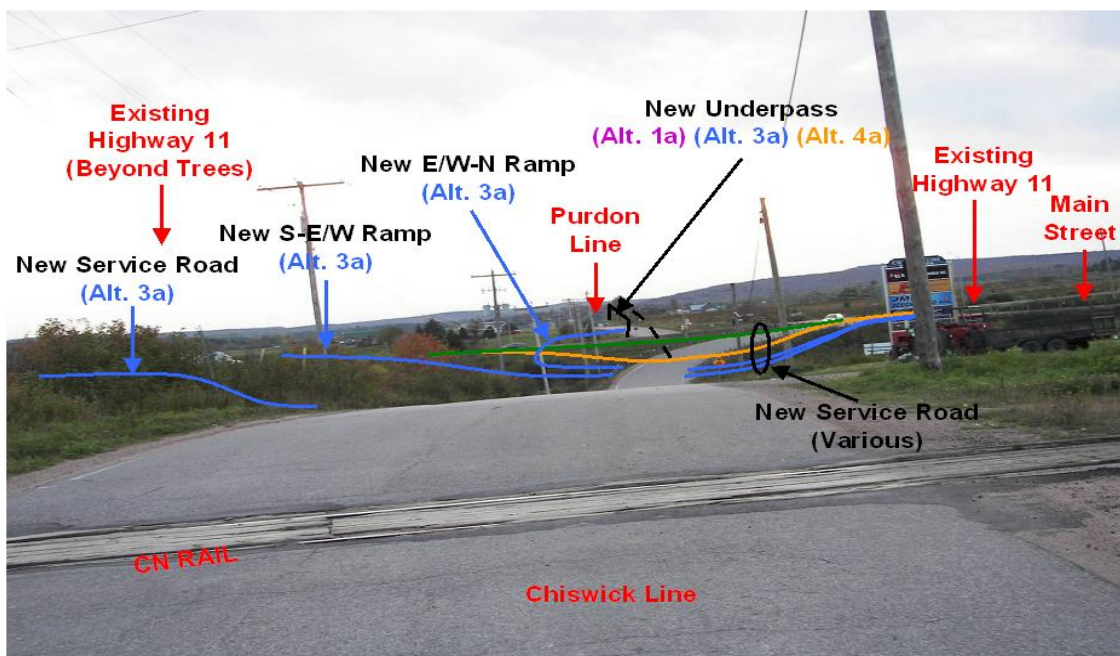 New Underpass
(Alt. 1a) (Alt. 3a) (Alt. 4a)
Existing
Highway 11
(Beyond Trees)
New E/W-N Ramp
(Alt. 3a)
Existing
Highway 11
Main
Street
Purdon
Line
New S-E/W Ramp
(Alt. 3a)
New Service Road
(Alt. 3a)
New Service Road
(Various)
CN RAIL
Chiswick Line